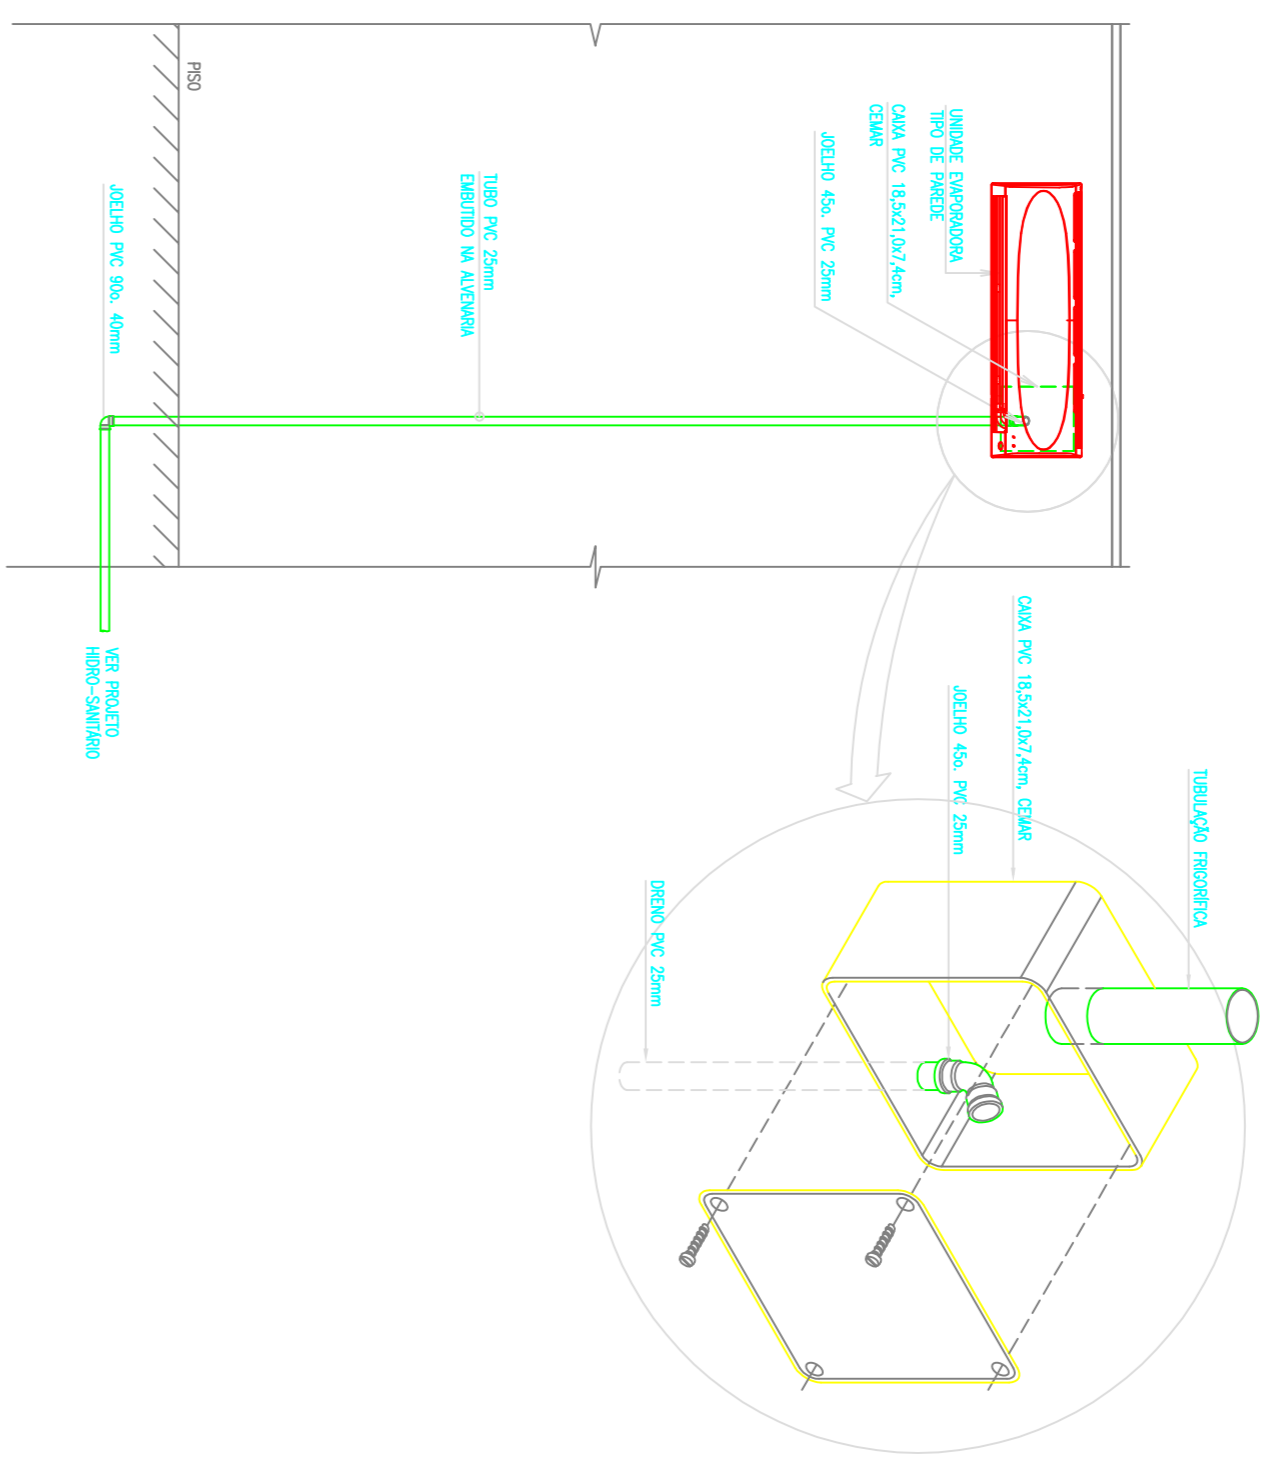 UNIDADE EVAPORADORA
TIPO DE PAREDE
CAIXA PVC 18,5x21,0x7,4cm,
CEMAR
JOELHO 45o. PVC 25mm
TUBO PVC 25mm
EMBUTIDO NA ALVENARIA
PISO
JOELHO PVC 90o. 40mm
VER PROJETO
HIDRO-SANITÁRIO
TUBULAÇÃO FRIGORÍFICA
CAIXA PVC 18,5x21,0x7,4cm, CEMAR
JOELHO 45o. PVC 25mm
DRENO PVC 25mm